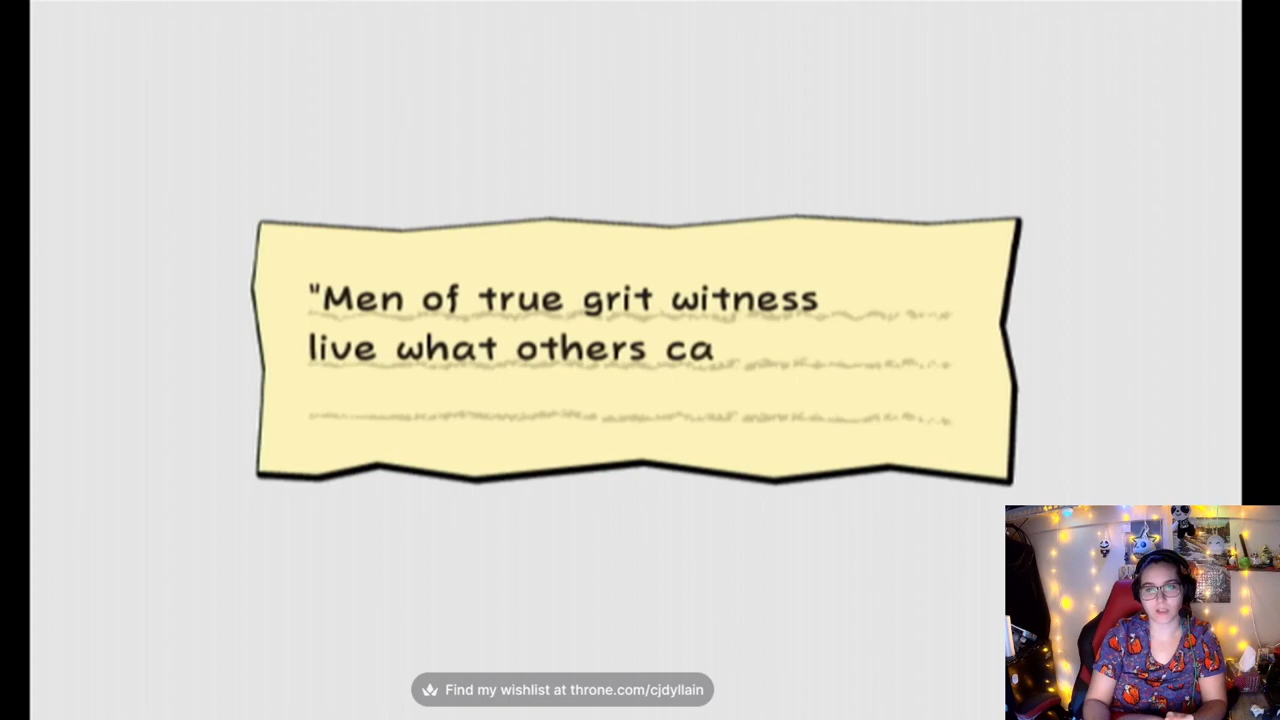 "Men of true grit witness
live what others ca
Find my wishlist at throne.com/cjdyllain